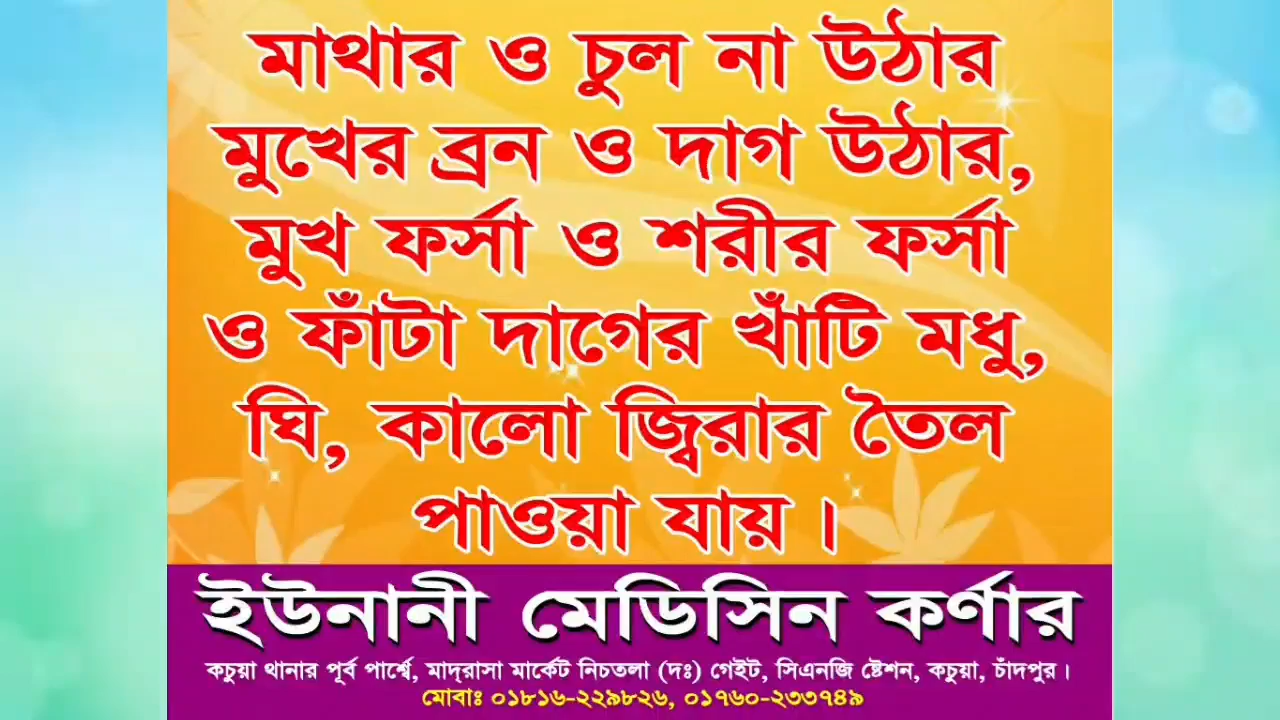 মাথার ও চুল না উঠার
মুখের ব্রন ও দাগ উঠার,
মুখ ফর্সা ও শরীর ফর্সা
ও ফাঁটা দাগের খাঁটি মধু,
ঘি, কালো জ্বিরার তৈল
পাওয়া যায়।
ইউনানী মেডিসিন কর্ণার
কচুয়া থানার পূর্ব পার্শ্বে, মাদ্রাসা মার্কেট নিচতলা (দঃ) গেইট, সিএনজি ষ্টেশন, কচুয়া, চাঁদপুর।
মোবাঃ ০১৮১৬-২২৯৮২৬, ০১৭৬০-২৩৩৭৪৯